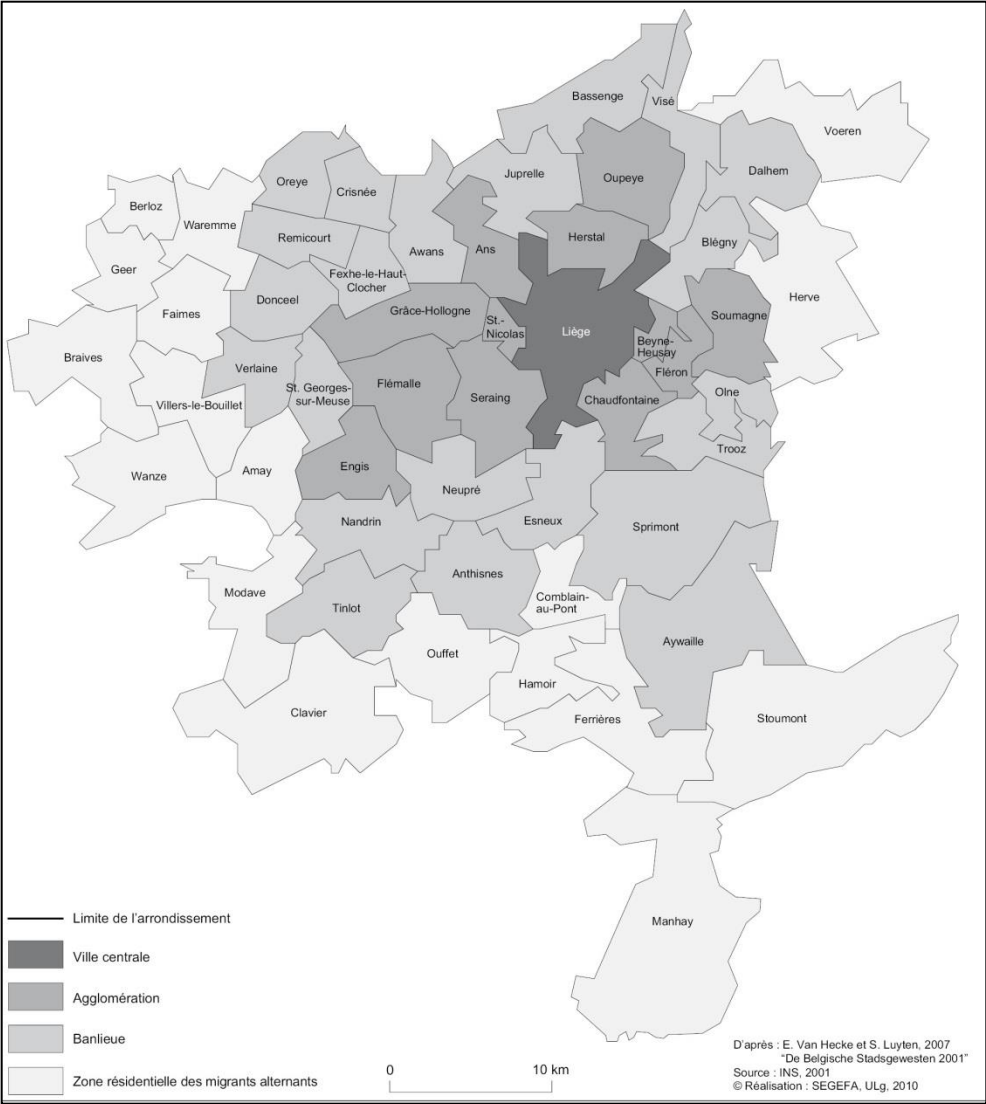 Bassenge
Visé
Voeren
Dalhem
Juprelle
Oupeye
Oreye
Crisnée
Berloz
Waremme
Remicourt
Awans
Ans
Herstal
Blégny
Geer
Fexhe-le-Haut-
Clocher
Donceel
Herve
Faimes
Grâce-Hollogne
St.-
Nicolas
Liège
Soumagne
Braives
Beyne-
Heusay
Fléron
Verlaine
St. Georges-
sur-Meuse
Flémalle
Seraing
Chaudfontaine
Olne
Villers-le-Bouillet
Trooz
Wanze
Amay
Engis
Neupré
Nandrin
Esneux
Sprimont
Anthisnes
Modave
Tinlot
Comblain-
au-Pont
Aywaille
Ouffet
Hamoir
Clavier
Ferrières
Stoumont
Manhay
Limite de l'arrondissement
Ville centrale
Agglomération
Banlieue
Zone résidentielle des migrants alternants
0 10 km
D'après : E. Van Hecke et S. Luyten, 2007
"De Belgische Stadsgewesten 2001"
Source : INS, 2001
© Réalisation : SEGEFA, ULg, 2010